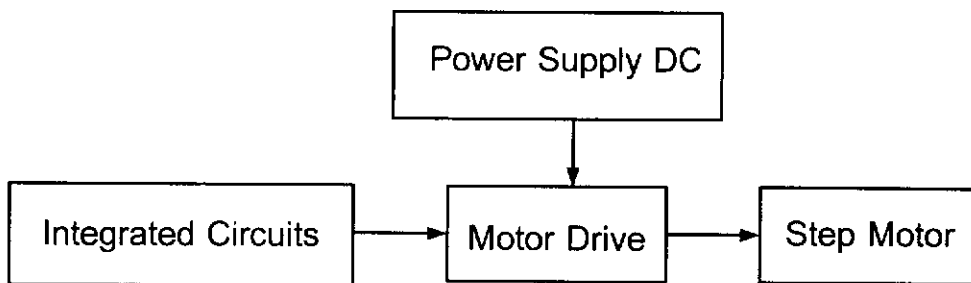 Power Supply DC
Integrated Circuits
Motor Drive
Step Motor